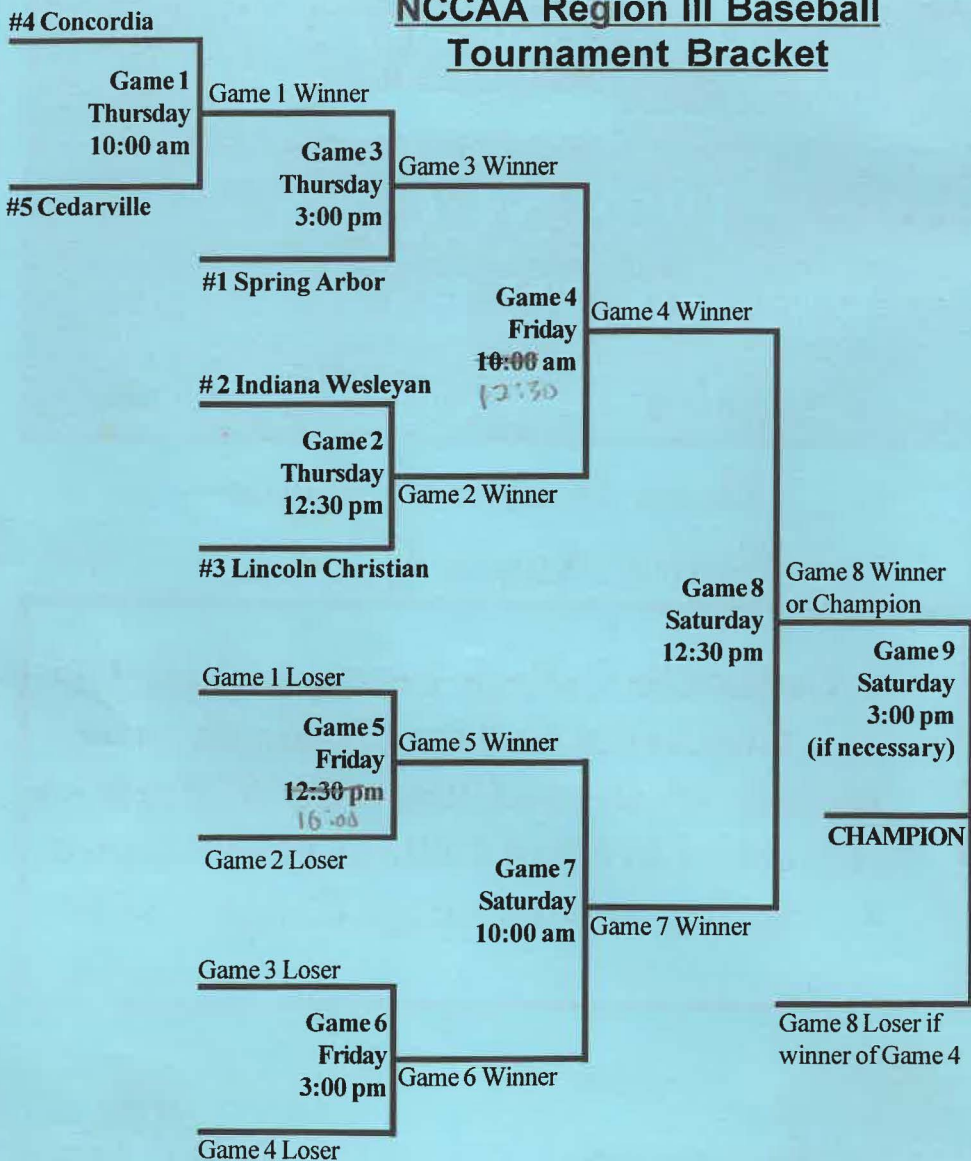 NCCAA Region III Baseball
Tournament Bracket
#4 Concordia
Game 1
Thursday
10:00 am
#5 Cedarville
Game 1 Winner
Game 3
Thursday
3:00 pm
#1 Spring Arbor
Game 3 Winner
Game 4
Friday
10:00 am
12:30
Game 4 Winner
#2 Indiana Wesleyan
Game 2
Thursday
12:30 pm
#3 Lincoln Christian
Game 2 Winner
Game 8
Saturday
12:30 pm
Game 8 Winner
or Champion
Game 9
Saturday
3:00 pm
(if necessary)
CHAMPION
Game 1 Loser
Game 5
Friday
12:30 pm
Game 2 Loser
Game 5 Winner
Game 7
Saturday
10:00 am
Game 7 Winner
Game 3 Loser
Game 6
Friday
3:00 pm
Game 4 Loser
Game 6 Winner
Game 8 Loser if
winner of Game 4